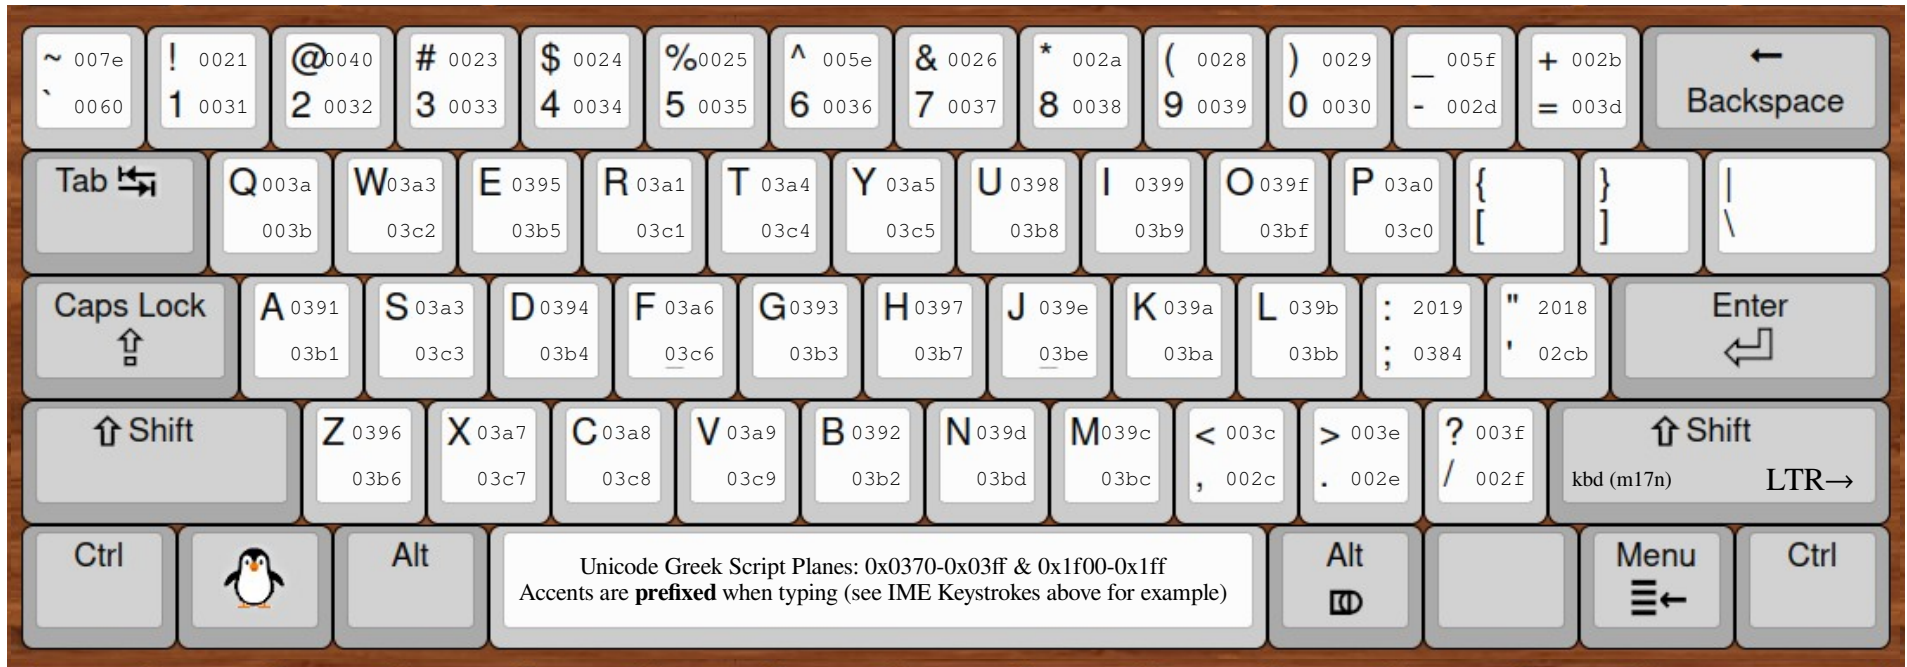 ~ 007e ! 0021 @ 0040 # 0023 $ 0024 % 0025 ^ 005e & 0026 * 002a ( 0028 ) 0029 _ 005f + 002b ←
` 0060 1 0031 2 0032 3 0033 4 0034 5 0035 6 0036 7 0037 8 0038 9 0039 0 0030 - 002d = 003d Backspace
Tab Q 003a W 03a3 E 0395 R 03a1 T 03a4 Y 03a5 U 0398 I 0399 O 039f P 03a0 { } |
003b 03c2 03b5 03c1 03c4 03c5 03b8 03b9 03bf 03c0 [ ] \
Caps Lock A 0391 S 03a3 D 0394 F 03a6 G 0393 H 0397 J 039e K 039a L 039b : 2019 " 2018 Enter
03b1 03c3 03b4 03c6 03b3 03b7 03be 03ba 03bb ; 0384 ' 02cb
Shift Z 0396 X 03a7 C 03a8 V 03a9 B 0392 N 039d M 039c < 003c > 003e ? 003f Shift
03b6 03c7 03c8 03c9 03b2 03bd 03bc , 002c . 002e / 002f kbd (m17n) LTR→
Ctrl Alt Unicode Greek Script Planes: 0x0370-0x03ff & 0x1f00-0x1ff Alt Menu Ctrl
Accents are prefixed when typing (see IME Keystrokes above for example)